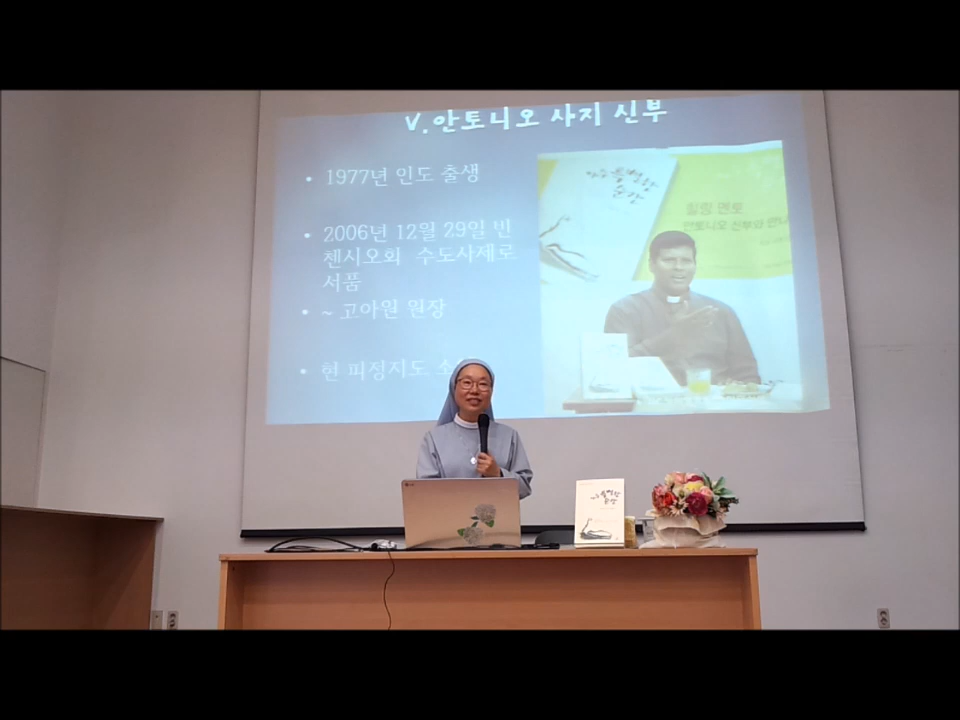 V. 안토니오 사지 신부
• 1977년 인도 출생
• 2006년 12월 29일 빈
첸시오회 수도사제로
서품
• ~ 고아원 원장
• 현 피정지도
힐링 멘토
안토니오 신부와